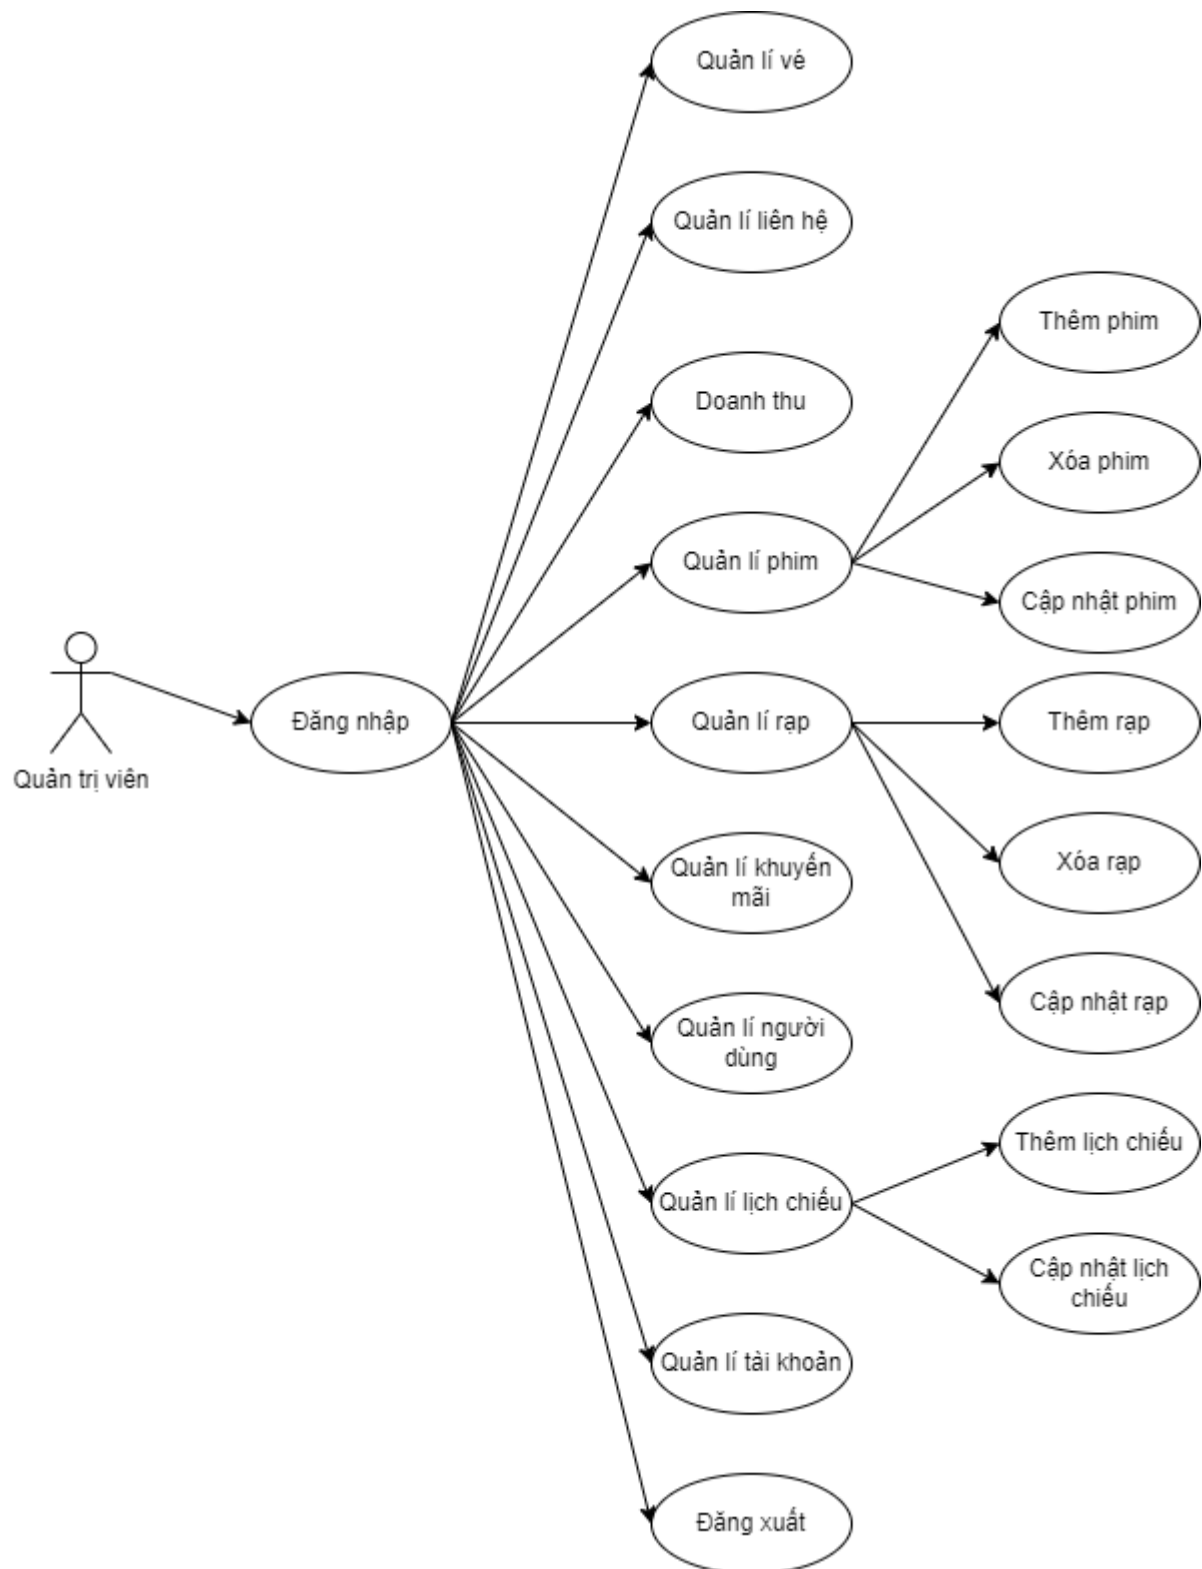 Quản lí vé
Quản lí liên hệ
Doanh thu
Quản lí phim
Quản lí rạp
Quản lí khuyến
mãi
Quản lí người
dùng
Quản lí lịch chiếu
Quản lí tài khoản
Đăng xuất
Thêm phim
Xóa phim
Cập nhật phim
Thêm rạp
Xóa rạp
Cập nhật rạp
Thêm lịch chiếu
Cập nhật lịch
chiếu
Đăng nhập
Quản trị viên